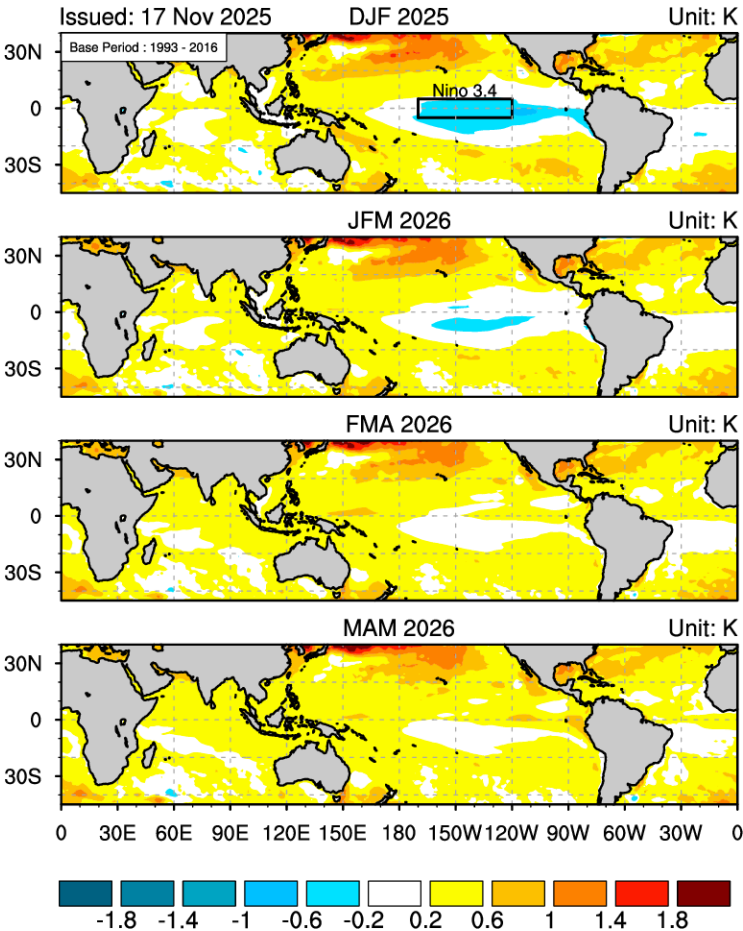 Issued: 17 Nov 2025 DJF 2025 Unit: K
Base Period : 1993 - 2016
30N
Nino 3.4
0
30S
JFM 2026 Unit: K
30N
0
30S
FMA 2026 Unit: K
30N
0
30S
MAM 2026 Unit: K
30N
0
30S
0 30E 60E 90E 120E 150E 180 150W 120W 90W 60W 30W 0
-1.8 -1.4 -1 -0.6 -0.2 0.2 0.6 1 1.4 1.8